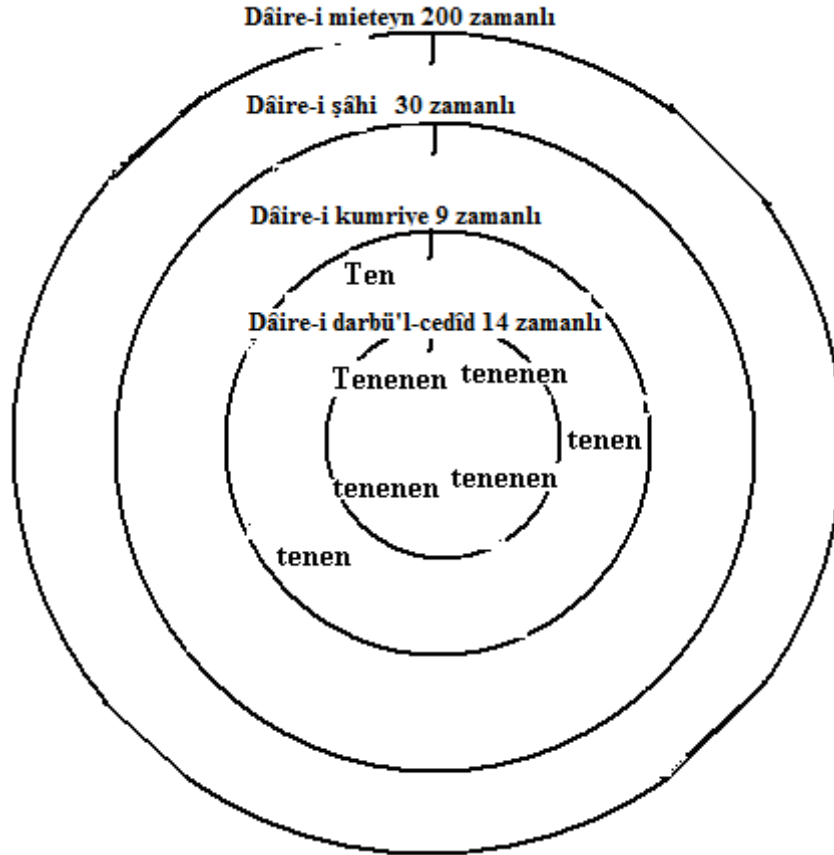 Dâire-i mieteyn 200 zamanlı
Dâire-i şâhi 30 zamanlı
Dâire-i kumriye 9 zamanlı
Ten
Dâire-i darbü'l-cedîd 14 zamanlı
Tenenen tenenen
tenen
tenenen tenenen
tenen